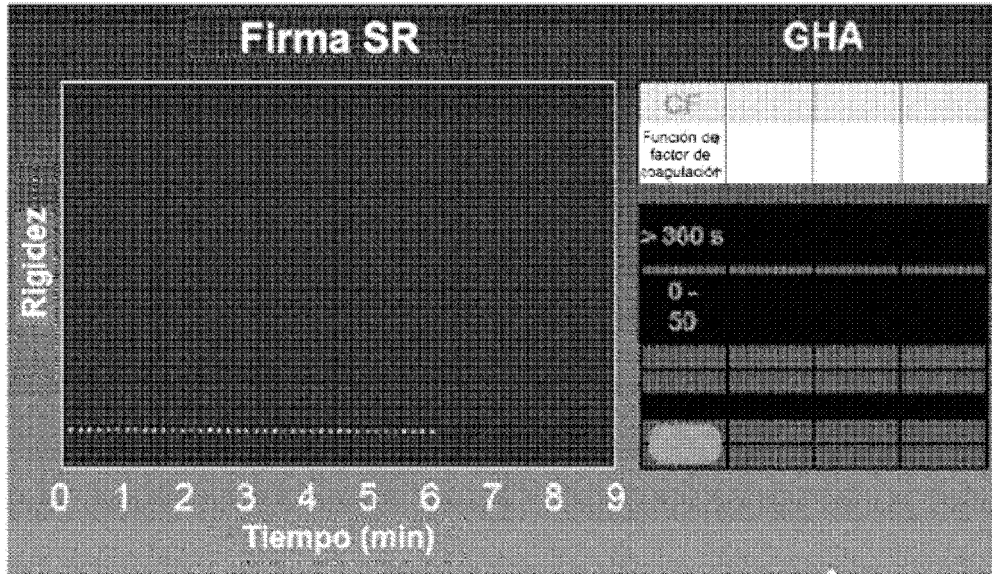 Firma SR
GHA
CF
Función de
factor de
coagulación
> 300 s
0 -
50
Rigidez
0 1 2 3 4 5 6 7 8 9
Tiempo (min)